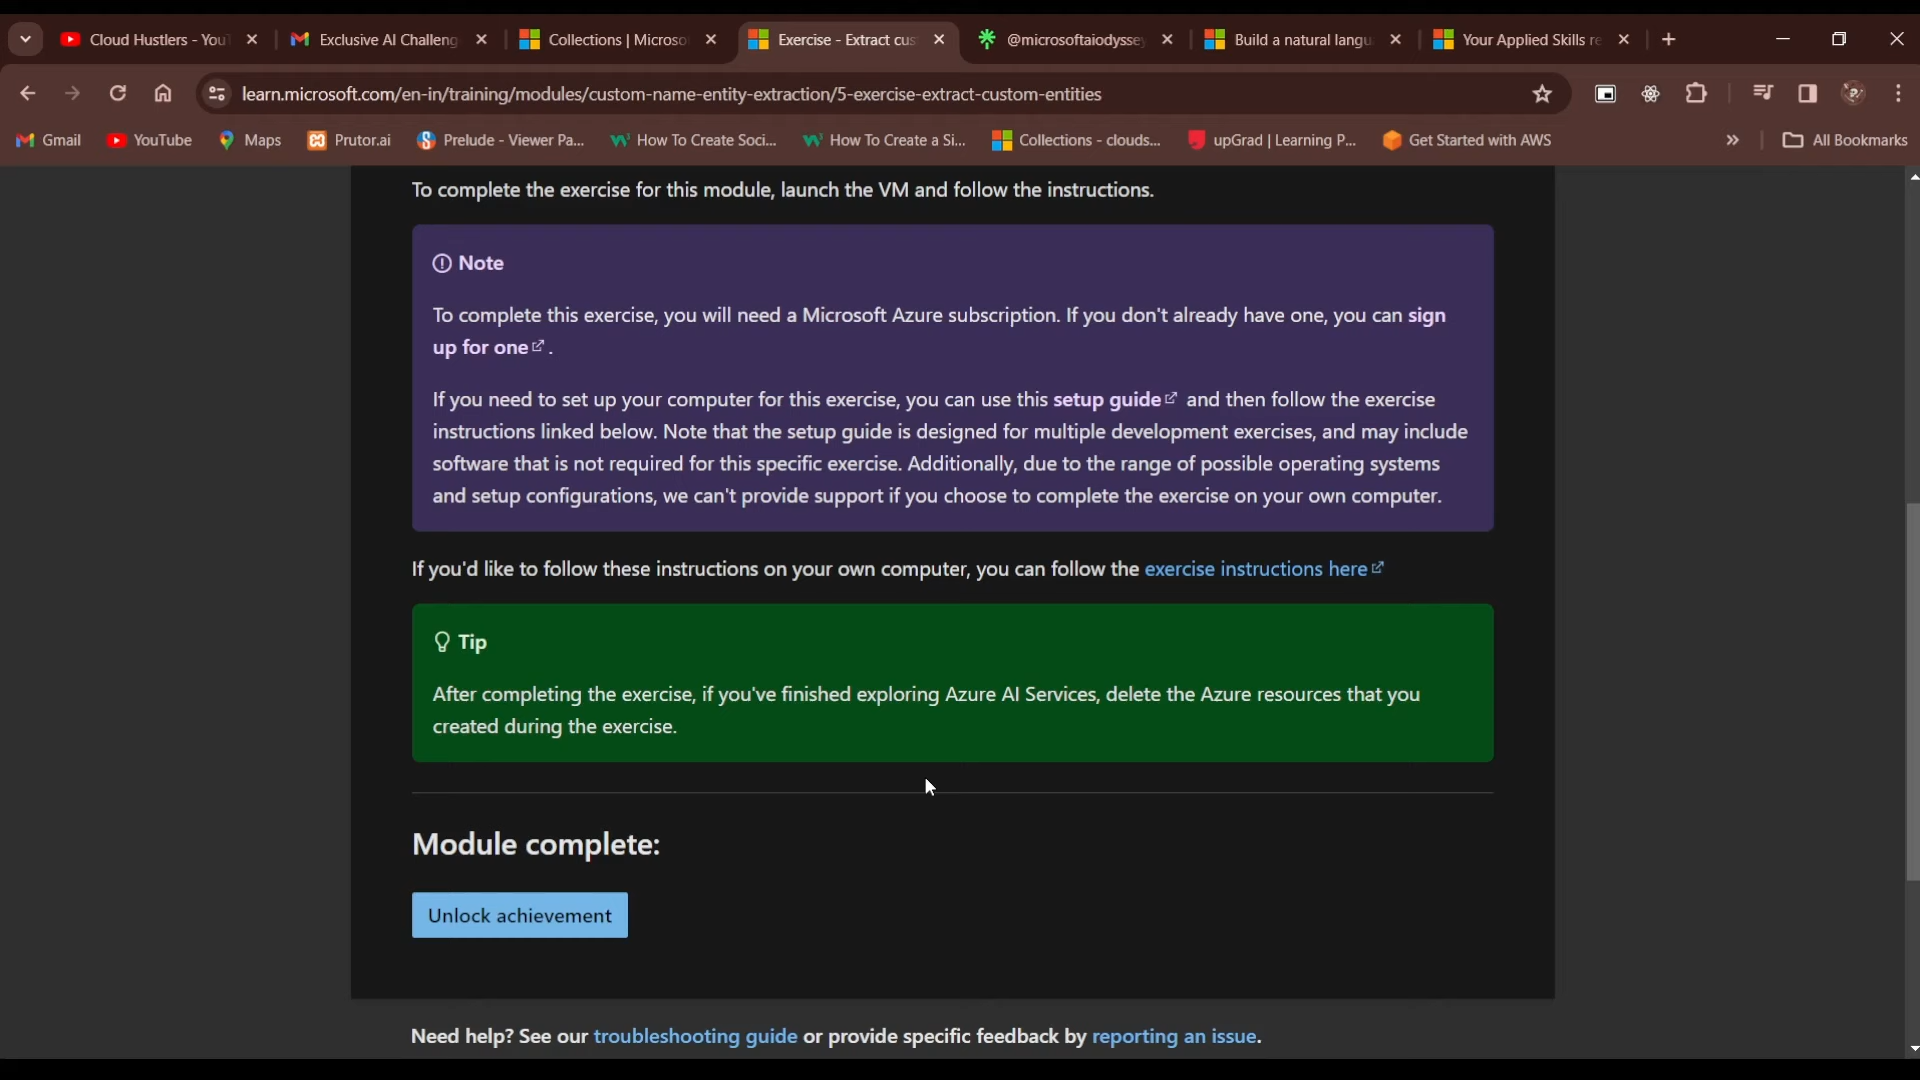 Cloud Hustlers - You
Exclusive AI Challeng
Collections | Microso
Exercise - Extract cus
@microsoftaiodysse
Build a natural langu
Your Applied Skills re
learn.microsoft.com/en-in/training/modules/custom-name-entity-extraction/5-exercise-extract-custom-entities
Gmail
YouTube
Maps
Prutor.ai
Prelude - Viewer Pa...
How To Create Soci...
How To Create a Si...
Collections - clouds...
upGrad | Learning P...
Get Started with AWS
»
All Bookmarks
To complete the exercise for this module, launch the VM and follow the instructions.
Note
To complete this exercise, you will need a Microsoft Azure subscription. If you don't already have one, you can sign
up for one.
If you need to set up your computer for this exercise, you can use this setup guide and then follow the exercise
instructions linked below. Note that the setup guide is designed for multiple development exercises, and may include
software that is not required for this specific exercise. Additionally, due to the range of possible operating systems
and setup configurations, we can't provide support if you choose to complete the exercise on your own computer.
If you'd like to follow these instructions on your own computer, you can follow the exercise instructions here
Tip
After completing the exercise, if you've finished exploring Azure AI Services, delete the Azure resources that you
created during the exercise.
Module complete:
Unlock achievement
Need help? See our troubleshooting guide or provide specific feedback by reporting an issue.